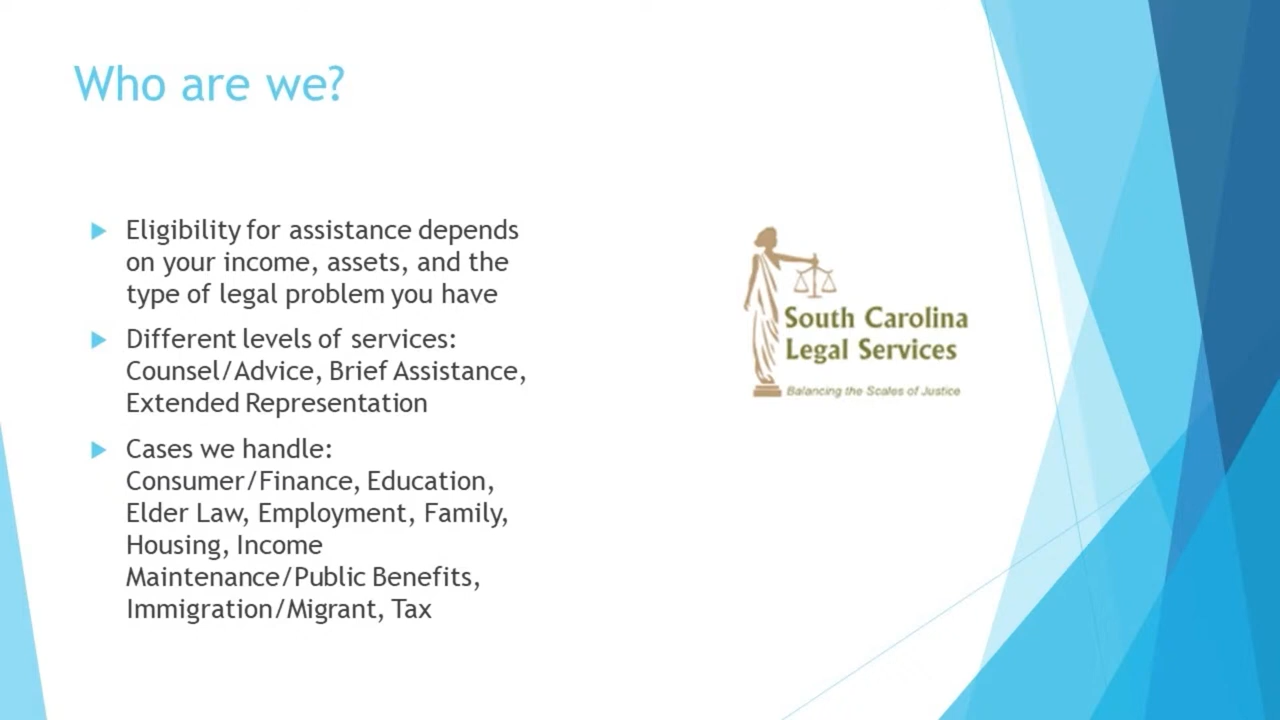 Who are we?
Eligibility for assistance depends
on your income, assets, and the
type of legal problem you have
Different levels of services:
Counsel/Advice, Brief Assistance,
Extended Representation
Cases we handle:
Consumer/Finance, Education,
Elder Law, Employment, Family,
Housing, Income
Maintenance/Public Benefits,
Immigration/Migrant, Tax
South Carolina
Legal Services
Balancing the Scales of Justice